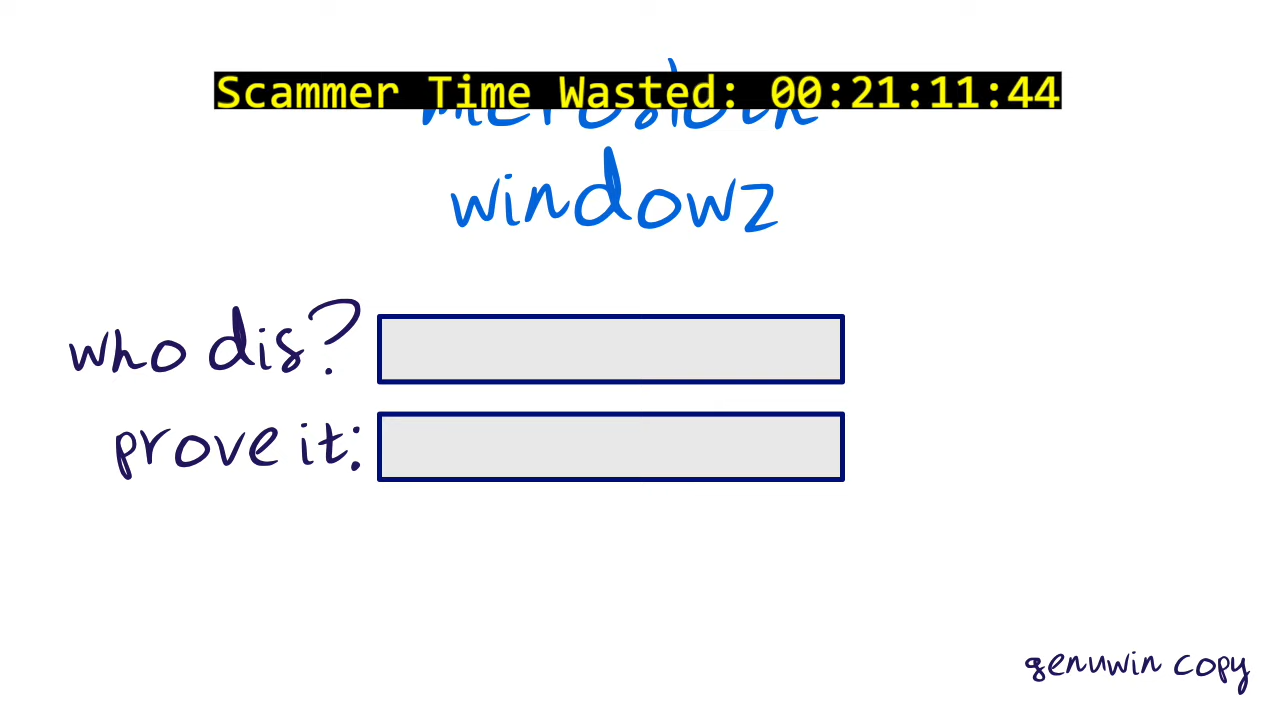 Scammer Time Wasted: 00:21:11:44
windowz
who dis?
prove it:
genuwin copy